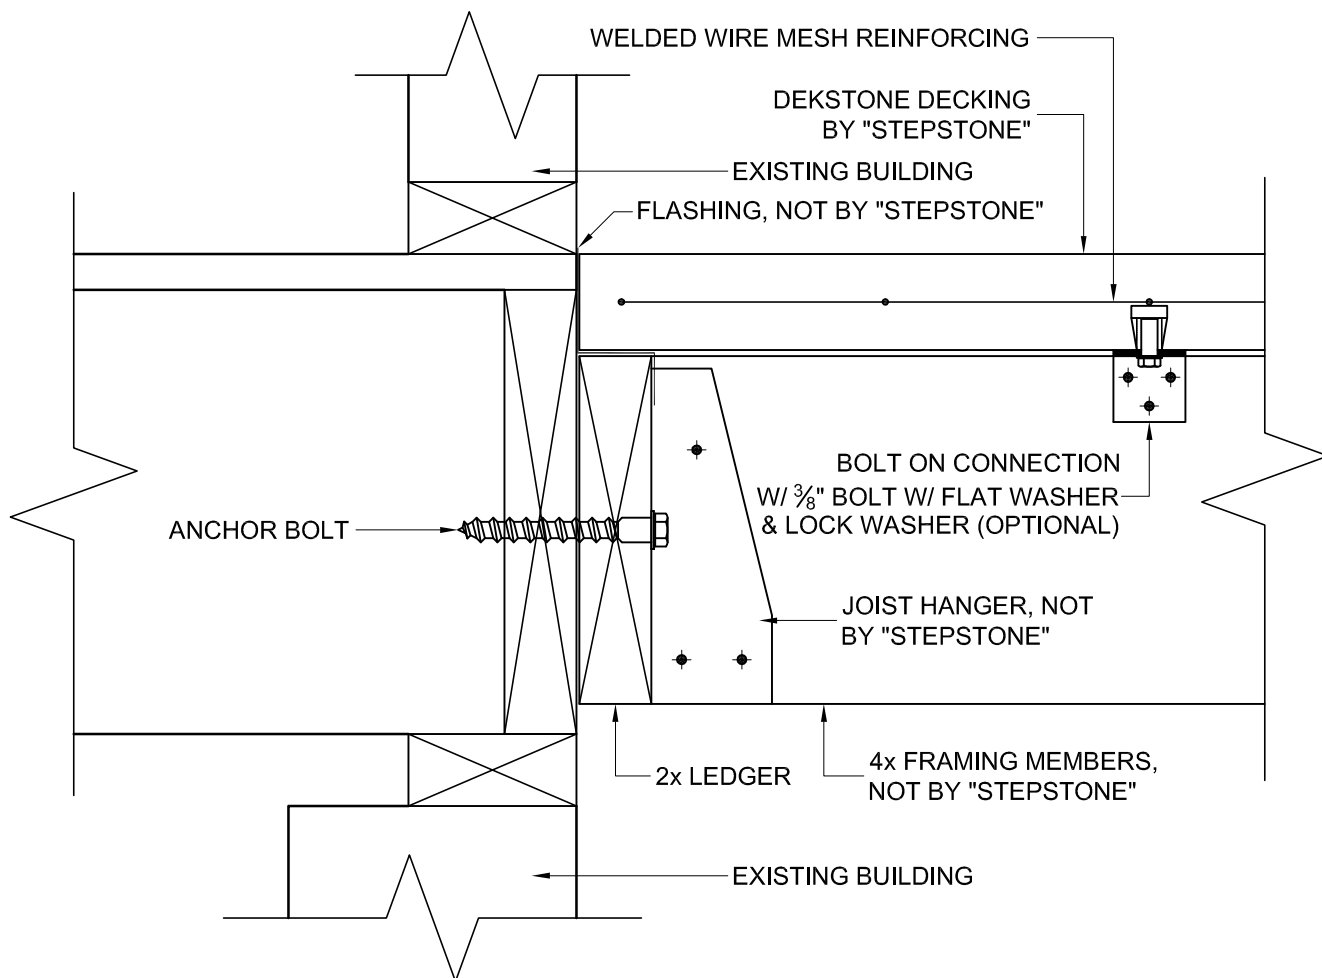 WELDED WIRE MESH REINFORCING
DEKSTONE DECKING
BY "STEPSTONE"
EXISTING BUILDING
FLASHING, NOT BY "STEPSTONE"
BOLT ON CONNECTION
W/ ⅜" BOLT W/ FLAT WASHER
& LOCK WASHER (OPTIONAL)
ANCHOR BOLT
JOIST HANGER, NOT
BY "STEPSTONE"
2x LEDGER
4x FRAMING MEMBERS,
NOT BY "STEPSTONE"
EXISTING BUILDING